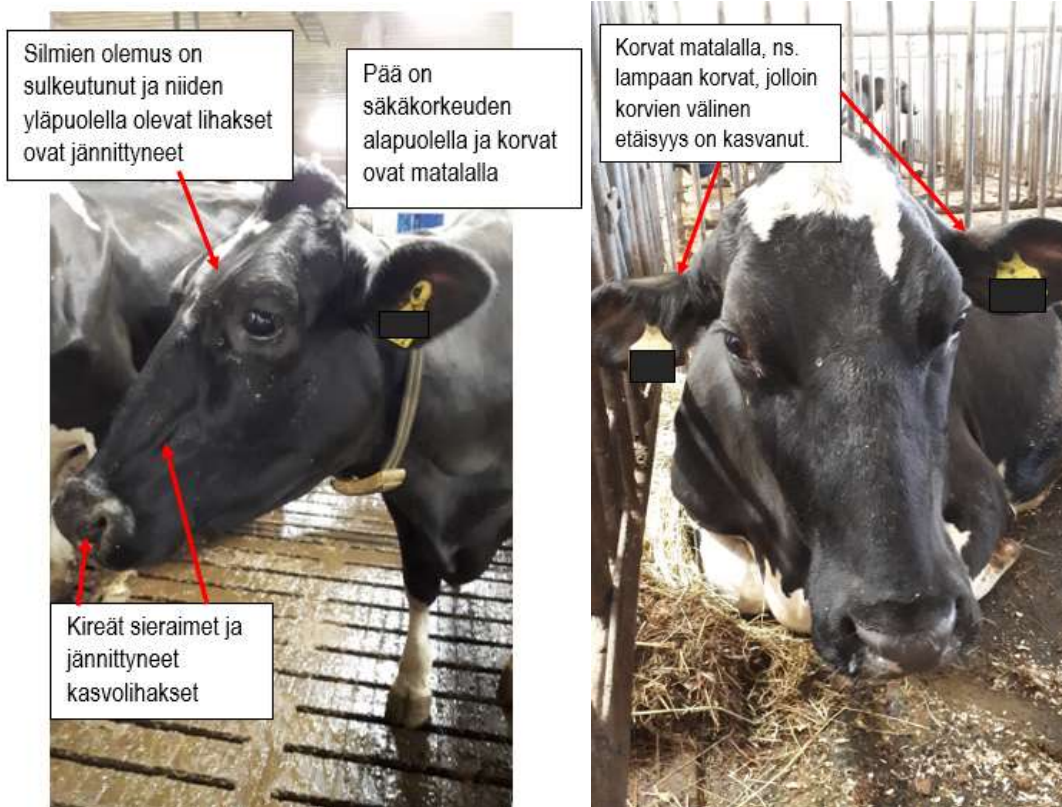 Silmien olemus on
sulkeutunut ja niiden
yläpuolella olevat lihakset
ovat jännittyneet
Pää on
säkäkorkeuden
alapuolella ja korvat
ovat matalalla
Kireät sieraimet ja
jännittyneet
kasvolihakset
Korvat matalalla, ns.
lampaan korvat, jolloin
korvien välinen
etäisyys on kasvanut.